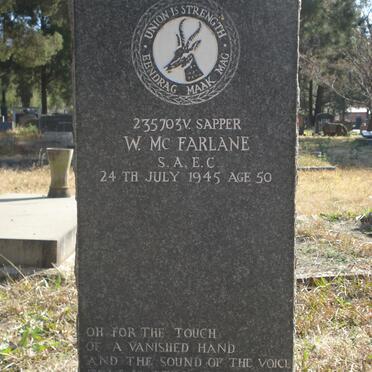 UNION IS STRENGTH
EENDRAG MAAK MAG
235703V. SAPPER
W. MC FARLANE
S.A.E.C
24 TH JULY 1945 AGE 50
OH FOR THE TOUCH
OF A VANISHED HAND
AND THE SOUND OF THE VOICE